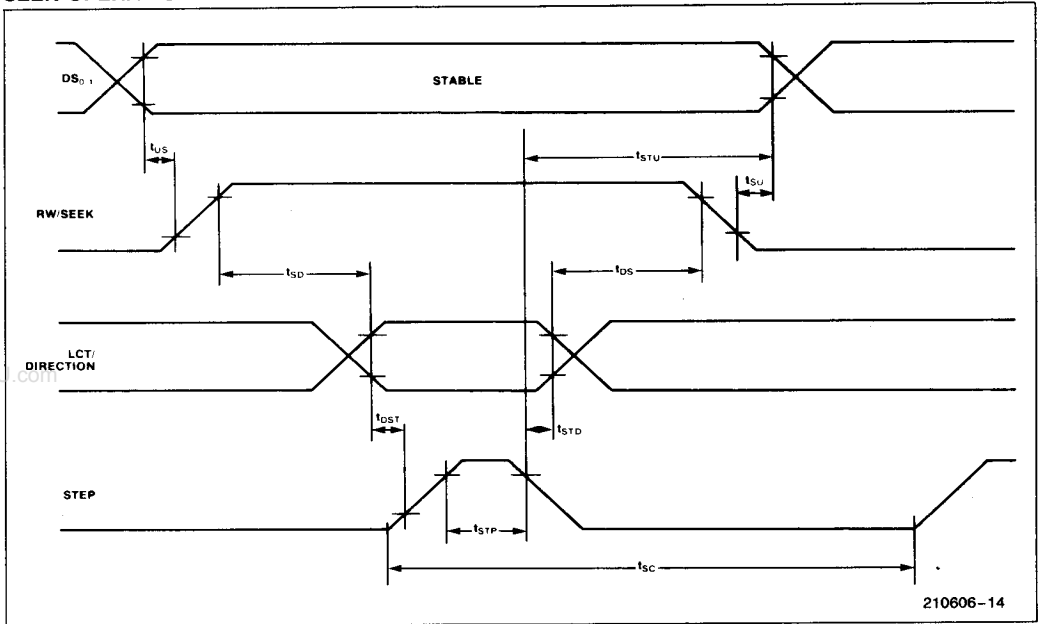 DS0,1
STABLE
tUS
tSTU
tSU
RW/SEEK
tSD
tDS
LCT/
DIRECTION
J.com
tDST
tSTD
STEP
tSTP
tSC
210606-14